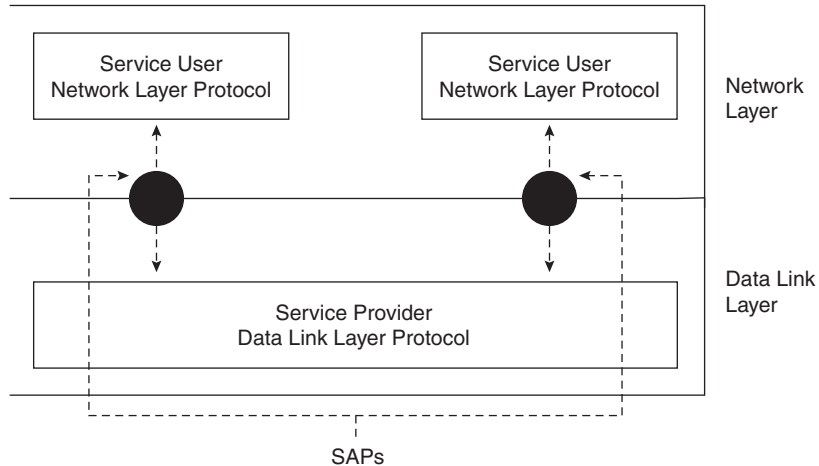 Service User
Network Layer Protocol
Service User
Network Layer Protocol
Network
Layer
Service Provider
Data Link Layer Protocol
Data Link
Layer
SAPs